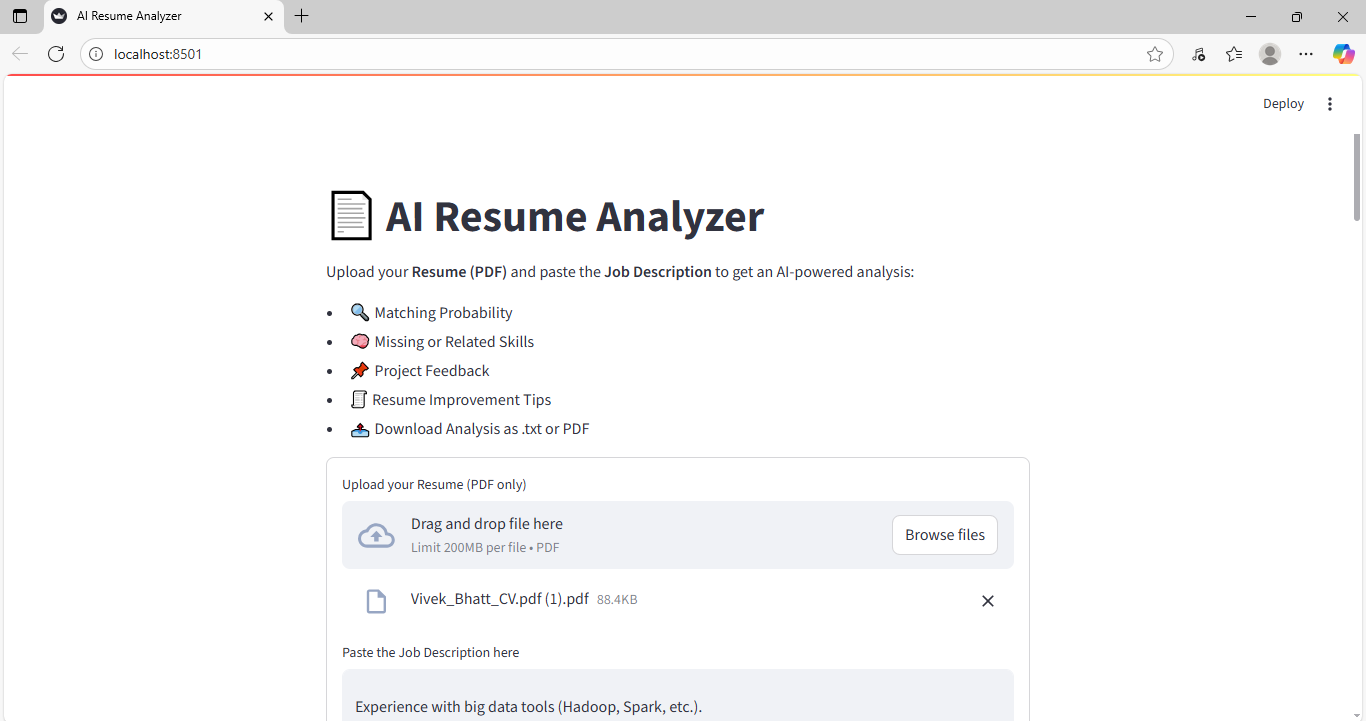 AI Resume Analyzer
localhost:8501
Deploy
AI Resume Analyzer
Upload your Resume (PDF) and paste the Job Description to get an AI-powered analysis:
• Matching Probability
• Missing or Related Skills
• Project Feedback
• Resume Improvement Tips
• Download Analysis as .txt or PDF
Upload your Resume (PDF only)
Drag and drop file here
Limit 200MB per file • PDF
Browse files
Vivek_Bhatt_CV.pdf (1).pdf 88.4KB
Paste the Job Description here
Experience with big data tools (Hadoop, Spark, etc.).